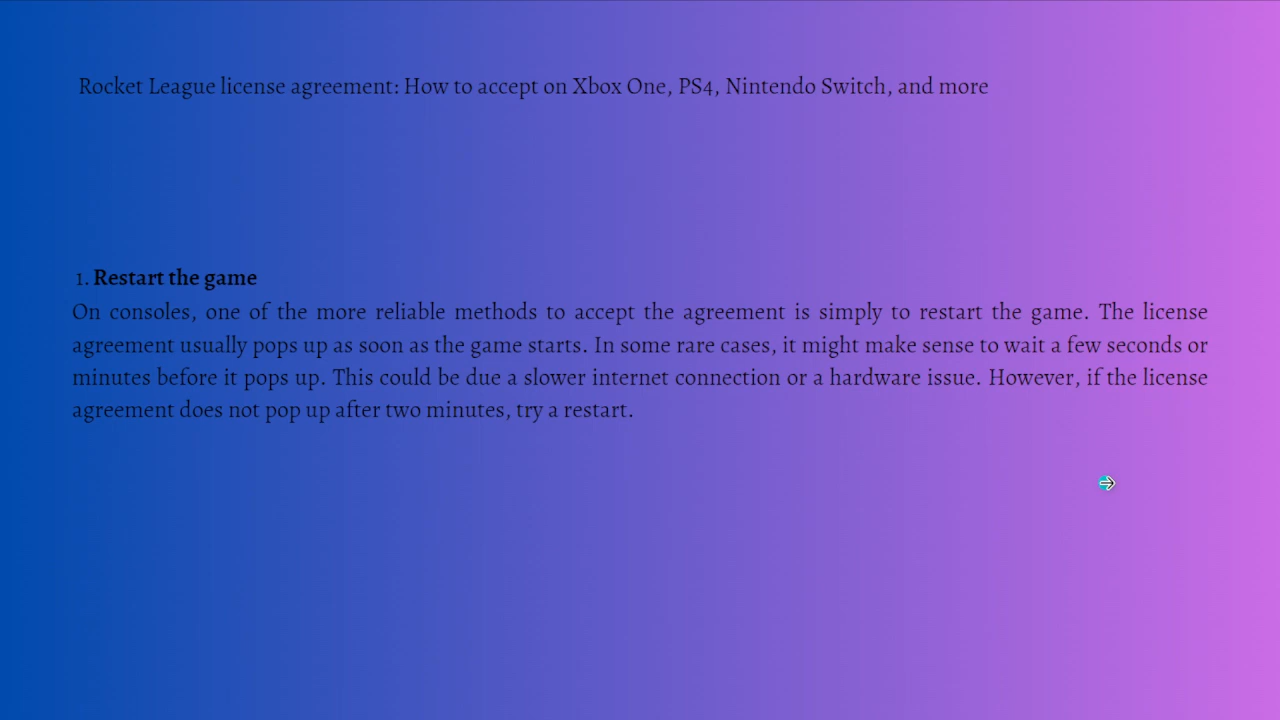 Rocket League license agreement: How to accept on Xbox One, PS4, Nintendo Switch, and more
1. Restart the game
On consoles, one of the more reliable methods to accept the agreement is simply to restart the game. The license
agreement usually pops up as soon as the game starts. In some rare cases, it might make sense to wait a few seconds or
minutes before it pops up. This could be due a slower internet connection or a hardware issue. However, if the license
agreement does not pop up after two minutes, try a restart.